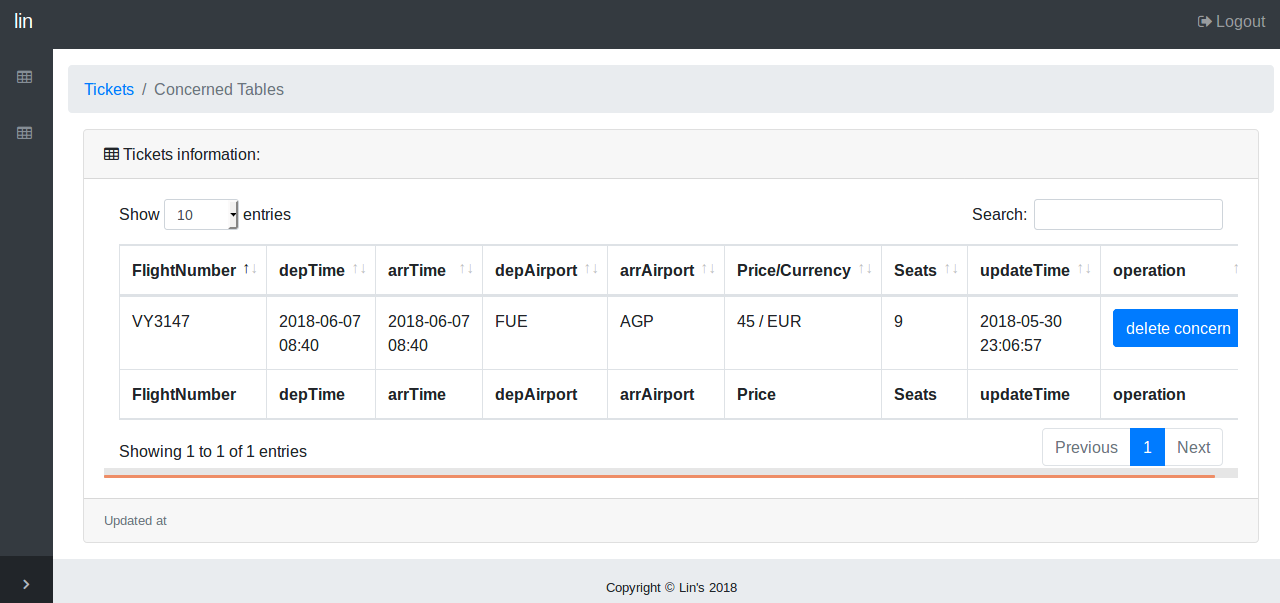 lin
Logout
Tickets / Concerned Tables
Tickets information:
Show 10 entries
Search:
FlightNumber depTime arrTime depAirport arrAirport Price/Currency Seats updateTime operation
VY3147 2018-06-07 2018-06-07 FUE AGP 45 / EUR 9 2018-05-30 delete concern
08:40 08:40 23:06:57
FlightNumber depTime arrTime depAirport arrAirport Price Seats updateTime operation
Showing 1 to 1 of 1 entries
Previous 1 Next
Updated at
Copyright © Lin's 2018